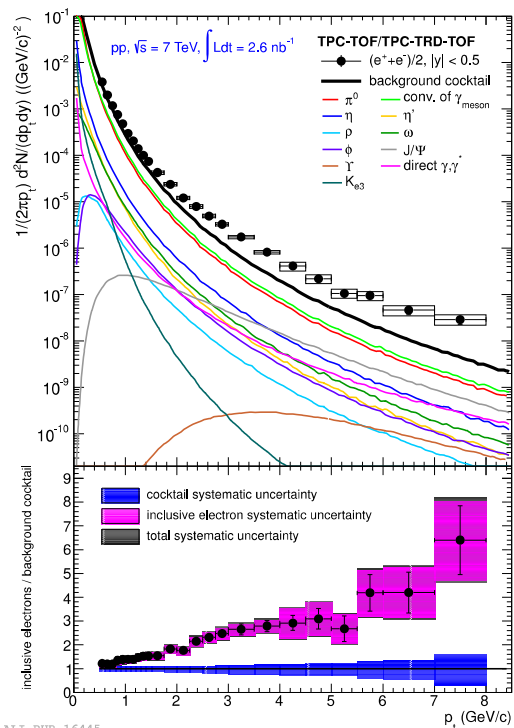 pp, √s = 7 TeV, ∫ Ldt = 2.6 nb⁻¹
TPC-TOF/TPC-TRD-TOF
(e⁺+e⁻)/2, |y| < 0.5
background cocktail
π⁰
conv. of γ_meson
η
η'
ρ
ω
ϕ
J/Ψ
ϒ
direct γ,γ*
K_e3
1/(2πp_t) d²N/(dp_tdy) ((GeV/c)⁻²)
10⁻¹
10⁻²
10⁻³
10⁻⁴
10⁻⁵
10⁻⁶
10⁻⁷
10⁻⁸
10⁻⁹
10⁻¹⁰
inclusive electrons / background cocktail
9
8
7
6
5
4
3
2
1
0
cocktail systematic uncertainty
inclusive electron systematic uncertainty
total systematic uncertainty
0 1 2 3 4 5 6 7 8
p_t (GeV/c)